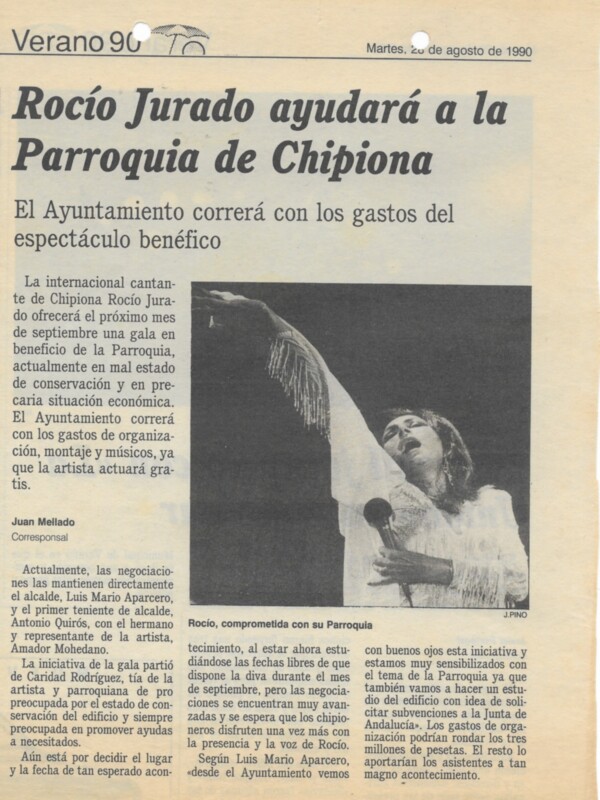 Verano 90
Martes, 28 de agosto de 1990
Rocío Jurado ayudará a la
Parroquia de Chipiona
El Ayuntamiento correrá con los gastos del
espectáculo benéfico
La internacional cantan-
te de Chipiona Rocío Jura-
do ofrecerá el próximo mes
de septiembre una gala en
beneficio de la Parroquia,
actualmente en mal estado
de conservación y en pre-
caria situación económica.
El Ayuntamiento correrá
con los gastos de organiza-
ción, montaje y músicos, ya
que la artista actuará gra-
tis.
Juan Mellado
Corresponsal
Actualmente, las negociacio-
nes las mantienen directamente
el alcalde, Luis Mario Aparcero,
y el primer teniente de alcalde,
Antonio Quirós, con el hermano
y representante de la artista,
Amador Mohedano.
La iniciativa de la gala partió
de Caridad Rodríguez, tía de la
artista y parroquiana de pro
preocupada por el estado de con-
servación del edificio y siempre
preocupada en promover ayudas
a necesitados.
Aún está por decidir el lugar
y la fecha de tan esperado acon-
J.PINO
Rocío, comprometida con su Parroquia
tecimiento, al estar ahora estu-
diándose las fechas libres de que
dispone la diva durante el mes
de septiembre, pero las negocia-
ciones se encuentran muy avan-
zadas y se espera que los chipio-
neros disfruten una vez más con
la presencia y la voz de Rocío.
Según Luis Mario Aparcero,
«desde el Ayuntamiento vemos
con buenos ojos esta iniciativa y
estamos muy sensibilizados con
el tema de la Parroquia ya que
también vamos a hacer un estu-
dio del edificio con idea de soli-
citar subvenciones a la Junta de
Andalucía». Los gastos de orga-
nización podrían rondar los tres
millones de pesetas. El resto lo
aportarían los asistentes a tan
magno acontecimiento.